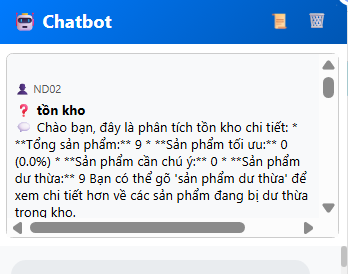 Chatbot
ND02
tồn kho
Chào bạn, đây là phân tích tồn kho chi tiết: *
**Tổng sản phẩm:** 9 * **Sản phẩm tối ưu:** 0
(0.0%) * **Sản phẩm cần chú ý:** 0 * **Sản phẩm
dư thừa:** 9 Bạn có thể gõ 'sản phẩm dư thừa' để
xem chi tiết hơn về các sản phẩm đang bị dư thừa
trong kho.